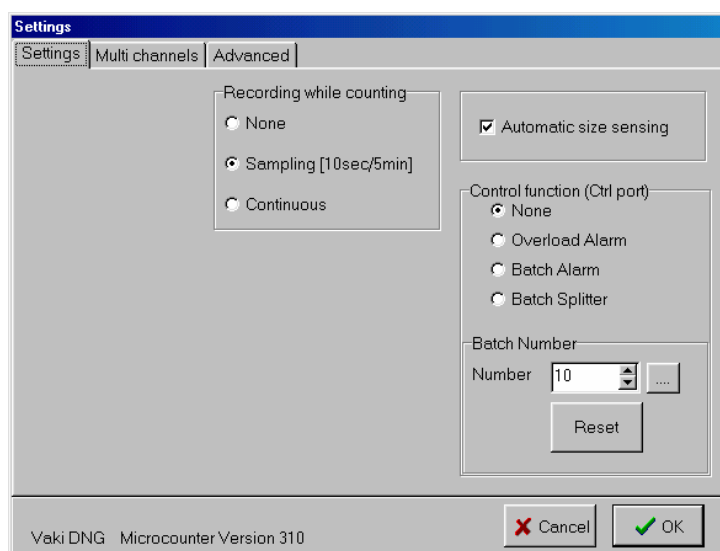 Settings
Settings Multi channels Advanced
Recording while counting
None
Sampling [10sec/5min]
Continuous
Automatic size sensing
Control function (Ctrl port)
None
Overload Alarm
Batch Alarm
Batch Splitter
Batch Number
Number 10 ....
Reset
Vaki DNG Microcounter Version 310
Cancel OK